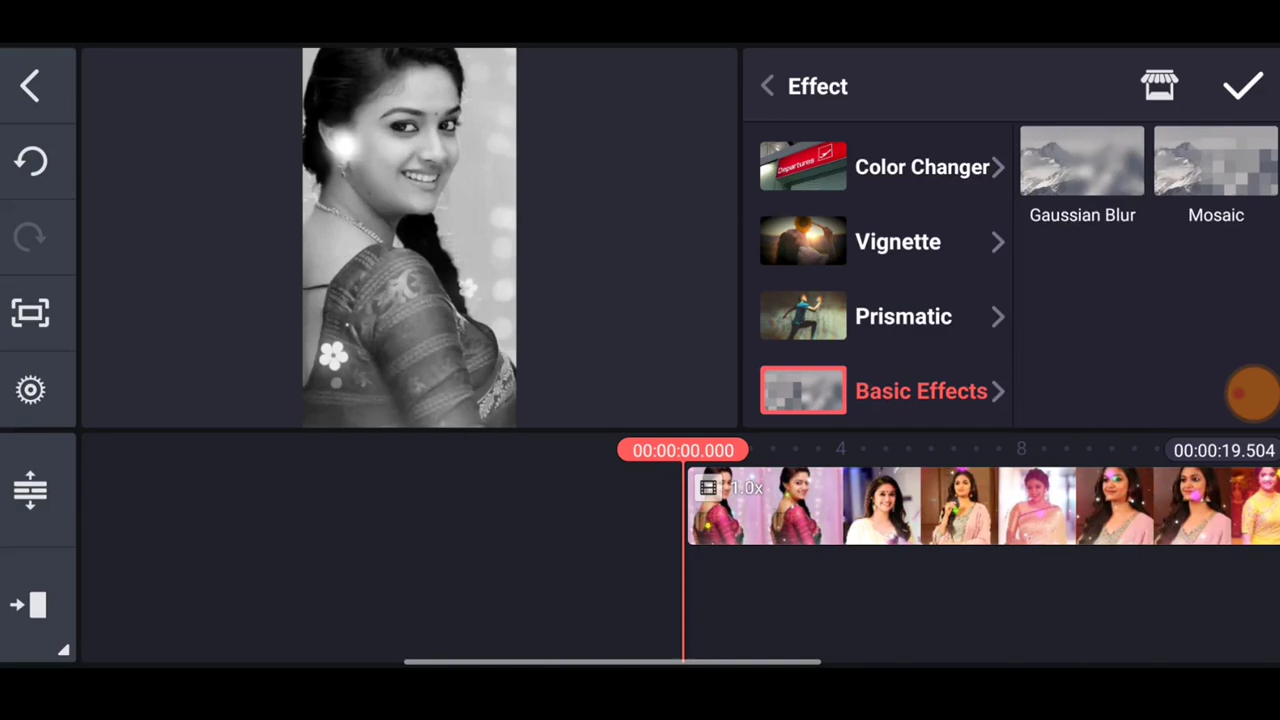 Effect
Color Changer
Vignette
Prismatic
Basic Effects
Gaussian Blur
Mosaic
Departures
00:00:00.000
4
8
00:00:19.504
1.0x